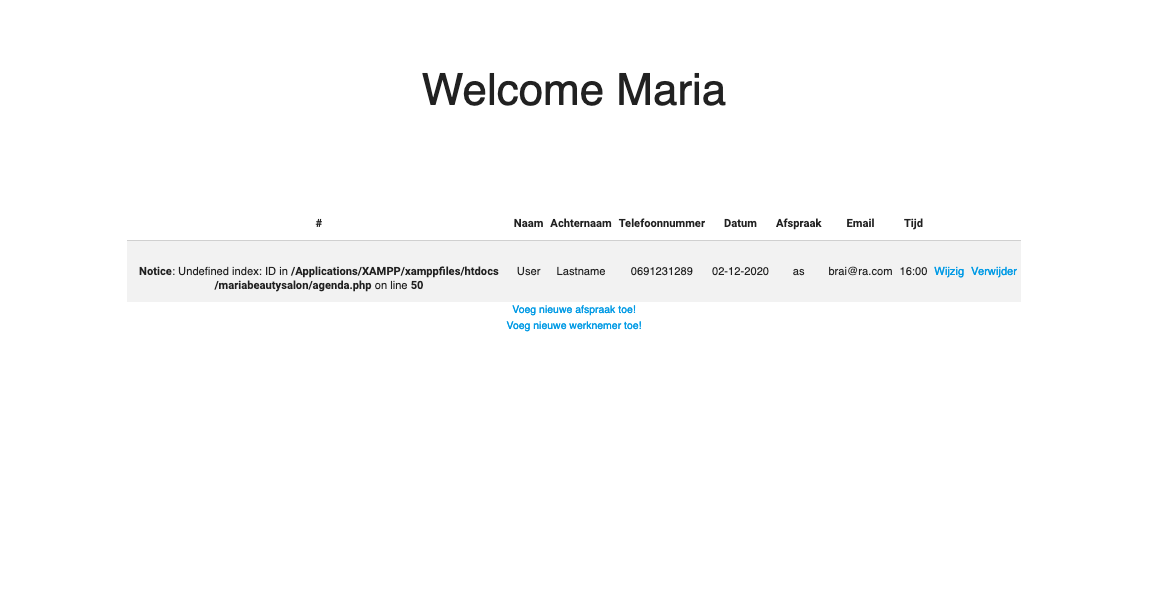 Welcome Maria
# Naam Achternaam Telefoonnummer Datum Afspraak Email Tijd
Notice: Undefined index: ID in /Applications/XAMPP/xamppfiles/htdocs
/mariabeautysalon/agenda.php on line 50
User Lastname 0691231289 02-12-2020 as brai@ra.com 16:00 Wijzig Verwijder
Voeg nieuwe afspraak toe!
Voeg nieuwe werknemer toe!